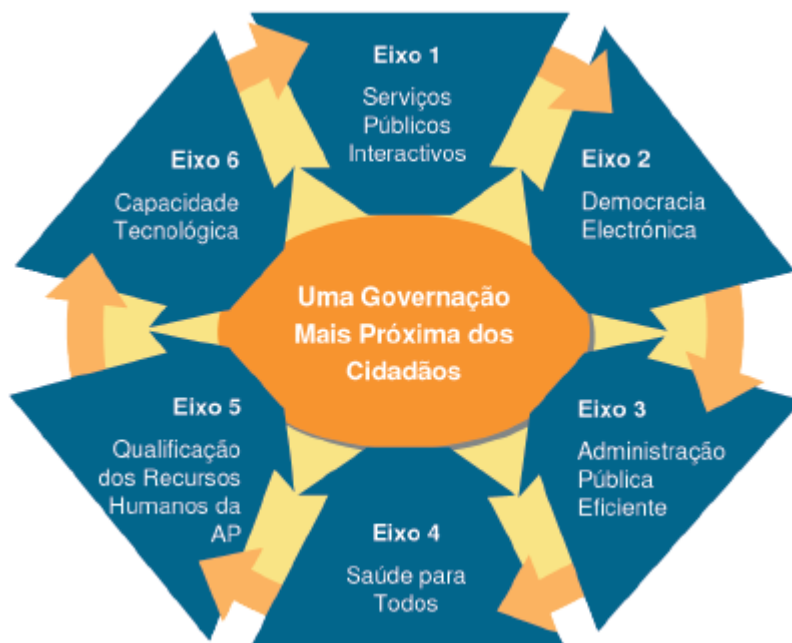 Eixo 1
Serviços
Públicos
Interactivos
Eixo 2
Democracia
Electrónica
Eixo 3
Administração
Pública
Eficiente
Eixo 4
Saúde para
Todos
Eixo 5
Qualificação
dos Recursos
Humanos da
AP
Eixo 6
Capacidade
Tecnológica
Uma Governação
Mais Próxima dos
Cidadãos